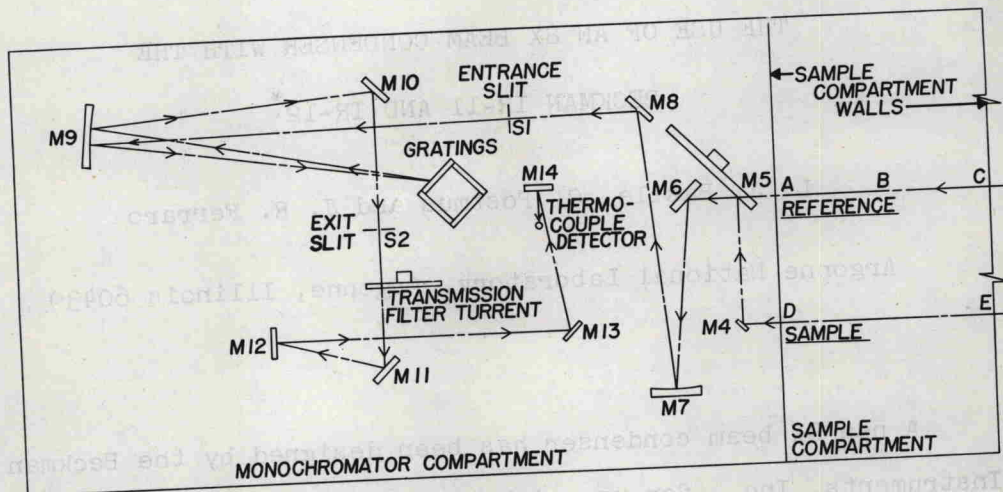 THE USE OF AN 8X BEAM CONDENSER WITH THE
BECKMAN IR-11 AND IR-12*
M10
ENTRANCE
SLIT
M8
SAMPLE
COMPARTMENT
WALLS
M9
S1
GRATINGS
M14
M6
M5
A
B
C
REFERENCE
THERMO-
COUPLE
DETECTOR
EXIT
SLIT
S2
Argonne National Laboratory, Argonne, Illinois 60439
TRANSMISSION
FILTER TURRENT
M4
D
E
SAMPLE
M12
M13
M11
M7
beam condenser has been designed by the Beckman
SAMPLE
COMPARTMENT
MONOCHROMATOR COMPARTMENT
Instruments, Inc.